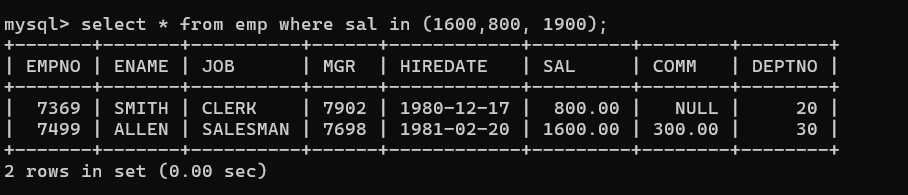 mysql> select * from emp where sal in (1600,800, 1900);
+-------+-------+----------+------+------------+---------+--------+--------+
| EMPNO | ENAME | JOB      | MGR  | HIREDATE   | SAL     | COMM   | DEPTNO |
+-------+-------+----------+------+------------+---------+--------+--------+
|  7369 | SMITH | CLERK    | 7902 | 1980-12-17 |  800.00 |   NULL |     20 |
|  7499 | ALLEN | SALESMAN | 7698 | 1981-02-20 | 1600.00 | 300.00 |     30 |
+-------+-------+----------+------+------------+---------+--------+--------+
2 rows in set (0.00 sec)